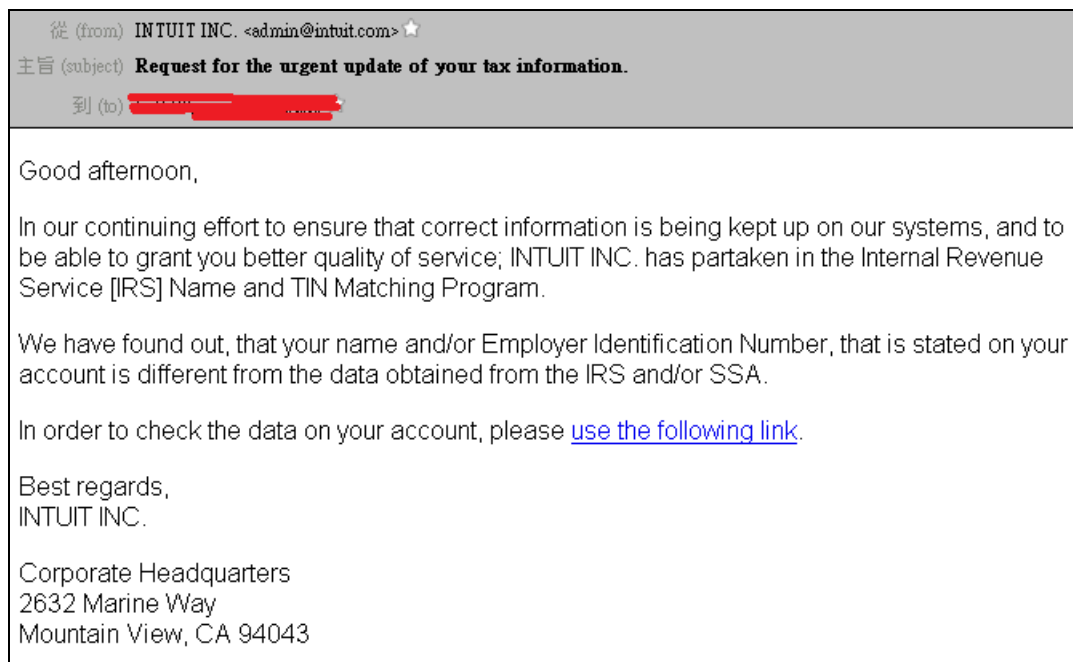 從 (from) INTUIT INC. <admin@intuit.com>
主旨 (subject) Request for the urgent update of your tax information.
到 (to)
Good afternoon,
In our continuing effort to ensure that correct information is being kept up on our systems, and to
be able to grant you better quality of service; INTUIT INC. has partaken in the Internal Revenue
Service [IRS] Name and TIN Matching Program.
We have found out, that your name and/or Employer Identification Number, that is stated on your
account is different from the data obtained from the IRS and/or SSA.
In order to check the data on your account, please use the following link.
Best regards,
INTUIT INC.
Corporate Headquarters
2632 Marine Way
Mountain View, CA 94043